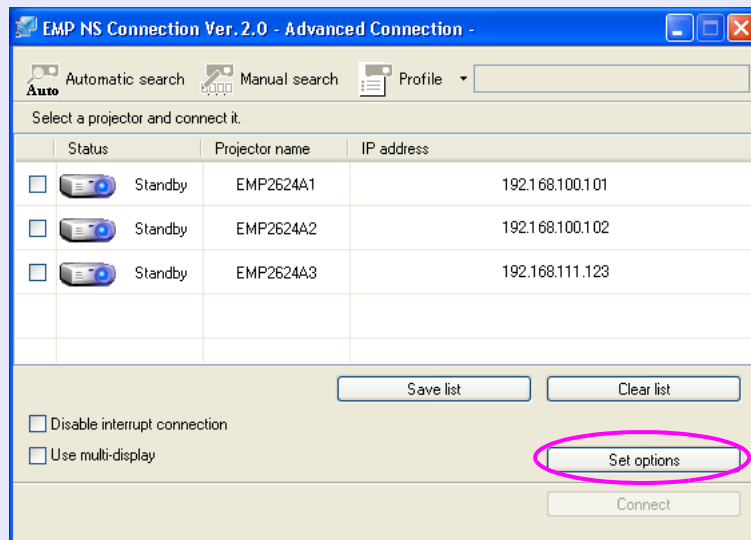 EMP NS Connection Ver.2.0 - Advanced Connection -
Auto Automatic search Manual search Profile
Select a projector and connect it.
Status Projector name IP address
Standby EMP2624A1 192.168.100.101
Standby EMP2624A2 192.168.100.102
Standby EMP2624A3 192.168.111.123
Save list Clear list
Disable interrupt connection
Use multi-display
Set options
Connect